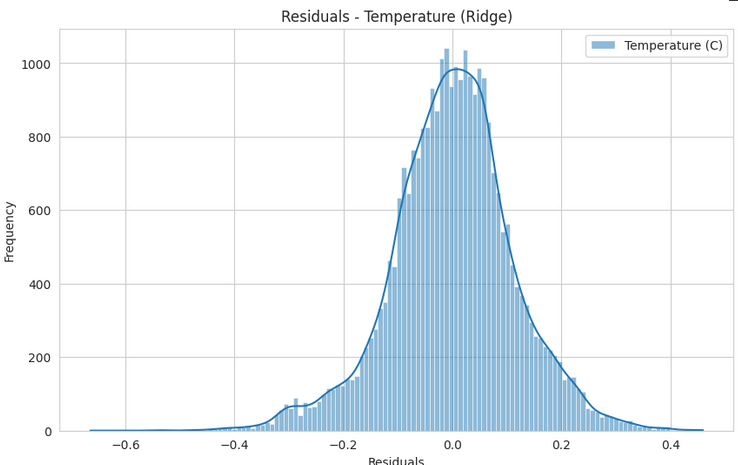 Residuals - Temperature (Ridge)
Temperature (C)
Frequency
1000
800
600
400
200
0
−0.6 −0.4 −0.2 0.0 0.2 0.4
Residuals